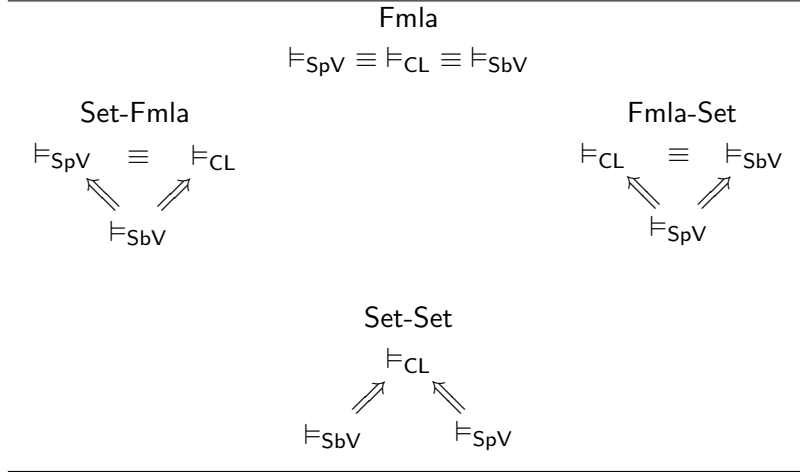 Fmla
⊨SpV ≡ ⊨CL ≡ ⊨SbV
Set-Fmla
⊨SpV ≡ ⊨CL
⊨SbV
Fmla-Set
⊨CL ≡ ⊨SbV
⊨SpV
Set-Set
⊨CL
⊨SbV ⊨SpV